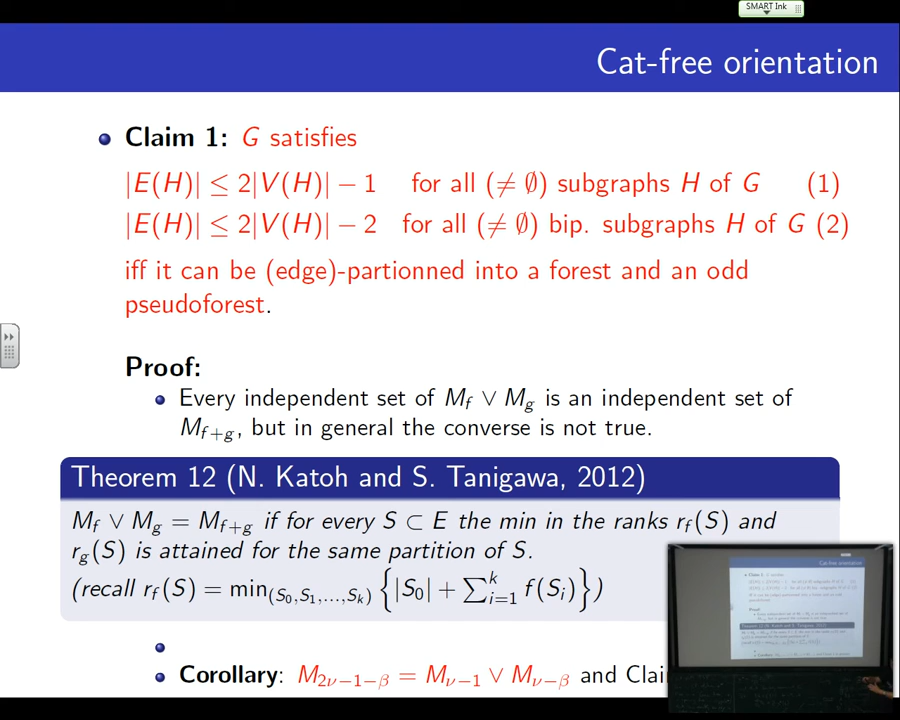 SMART Ink
Cat-free orientation
Claim 1: G satisfies
|E(H)| ≤ 2|V(H)| − 1 for all (≠ ∅) subgraphs H of G (1)
|E(H)| ≤ 2|V(H)| − 2 for all (≠ ∅) bip. subgraphs H of G (2)
iff it can be (edge)-partionned into a forest and an odd
pseudoforest.
Proof:
Every independent set of M_f ∨ M_g is an independent set of
M_{f+g}, but in general the converse is not true.
Theorem 12 (N. Katoh and S. Tanigawa, 2012)
M_f ∨ M_g = M_{f+g} if for every S ⊂ E the min in the ranks r_f(S) and
r_g(S) is attained for the same partition of S.
(recall r_f(S) = min_{(S_0,S_1,...,S_k)} {|S_0| + ∑_{i=1}^k f(S_i)})
Corollary: M_{2ν−1−β} = M_{ν−1} ∨ M_{ν−β} and Clai